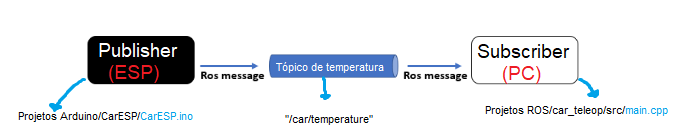 Publisher
(ESP)
Ros message
Tópico de temperatura
Ros message
Subscriber
(PC)
Projetos Arduino/CarESP/CarESP.ino
"/car/temperature"
Projetos ROS/car_teleop/src/main.cpp